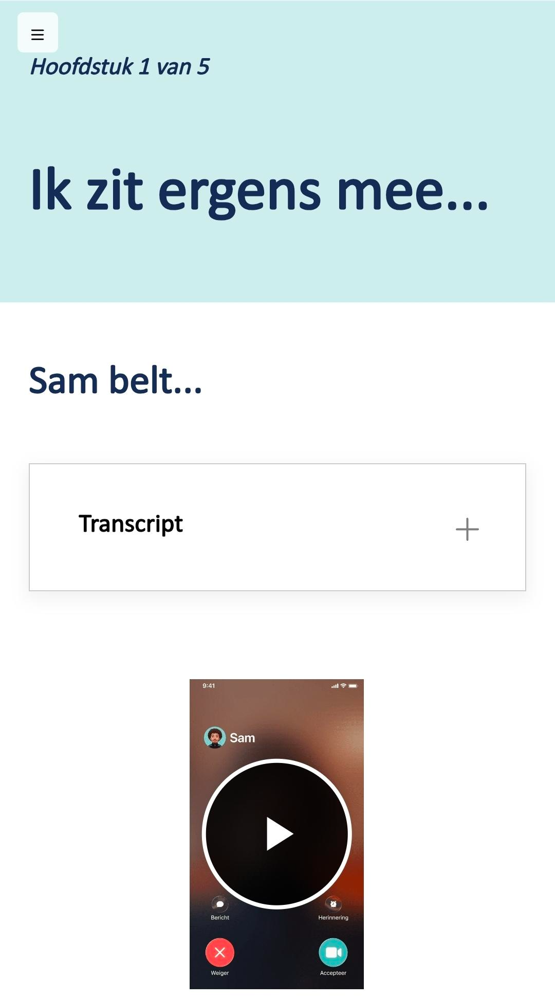 Hoofdstuk 1 van 5
Ik zit ergens mee...
Sam belt...
Transcript
9:41
Sam
Bericht
Herinnering
Weiger
Accepteer